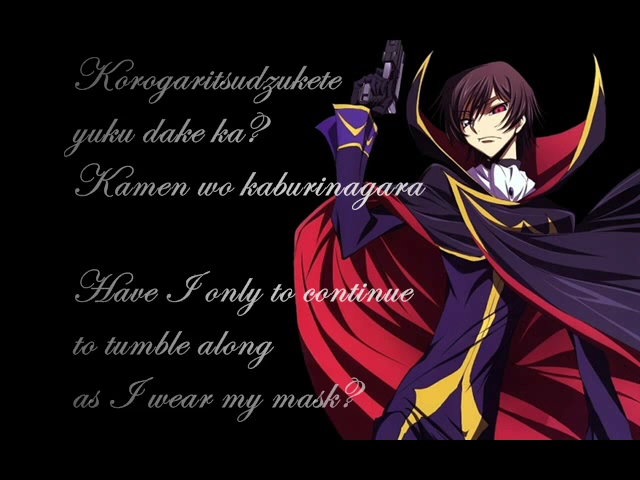 Korogaritsudzukete
yuku dake ka?
Kamen wo kaburinagara
Have I only to continue
to tumble along
as I wear my mask?